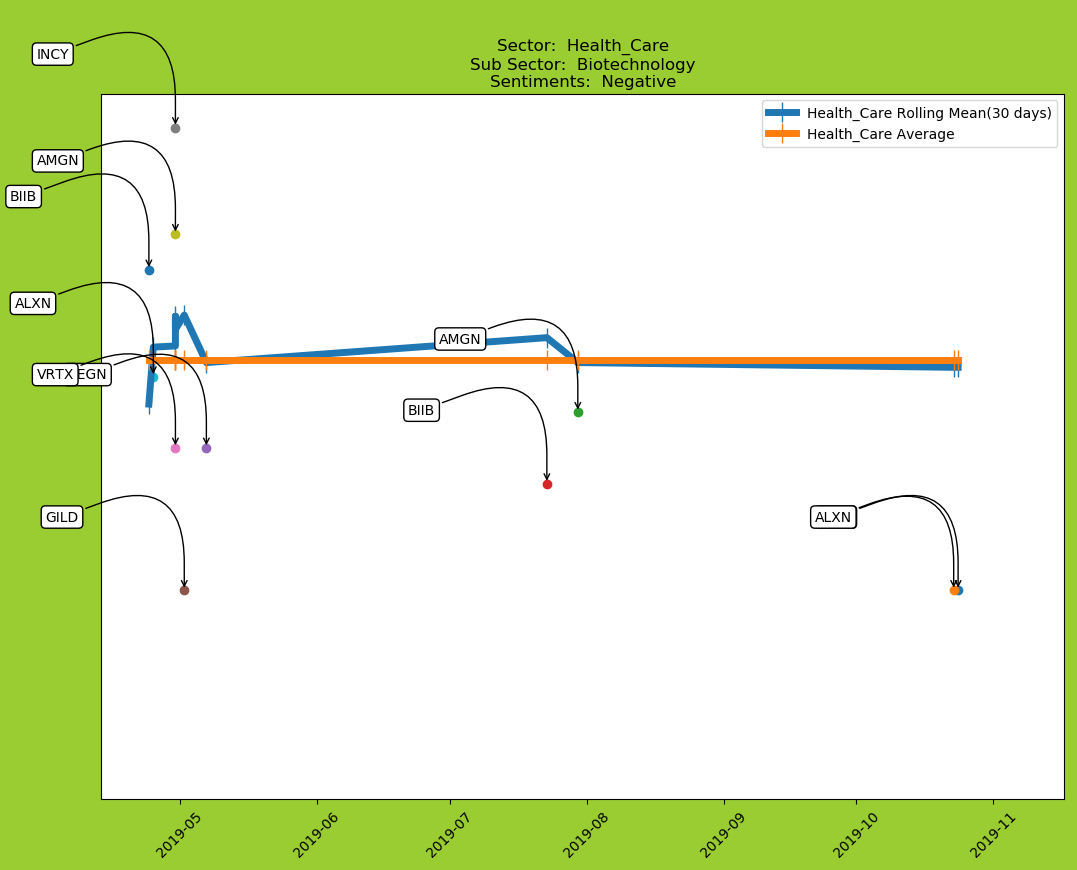 INCY
Sector:  Health_Care
Sub Sector:  Biotechnology
Sentiments:  Negative
Health_Care Rolling Mean(30 days)
Health_Care Average
AMGN
BIIB
ALXN
AMGN
VRTX
EGN
BIIB
GILD
ALXN
2019-05
2019-06
2019-07
2019-08
2019-09
2019-10
2019-11